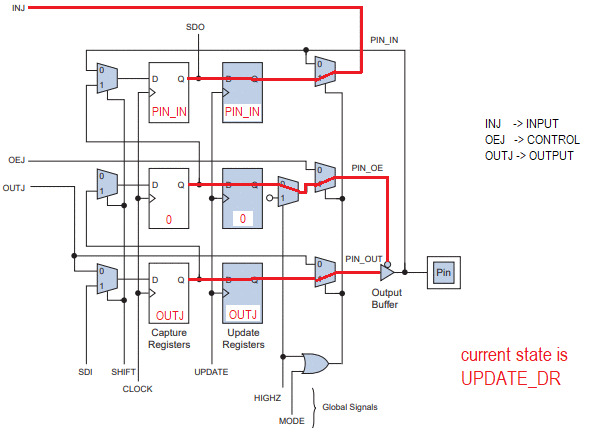 INJ
SDO
PIN_IN
0
1
D Q
D Q
0
1
PIN_IN
PIN_IN
INJ -> INPUT
OEJ -> CONTROL
OUTJ -> OUTPUT
OEJ
PIN_OE
0
1
D Q
D Q
0
1
0
1
OUTJ
0
0
PIN_OUT
0
1
D Q
D Q
0
1
Pin
OUTJ
OUTJ
Output
Buffer
Capture
Registers
Update
Registers
current state is
UPDATE_DR
SDI
SHIFT
UPDATE
CLOCK
HIGHZ
MODE
Global Signals